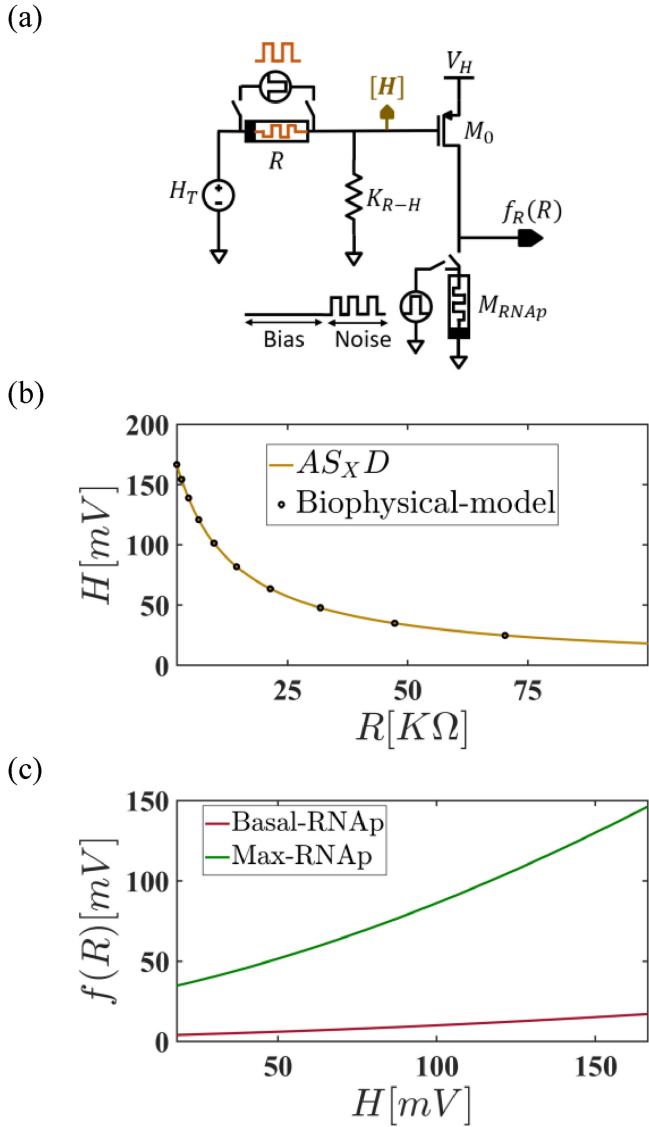 (a)
V_H
[H]
M_0
R
H_T
K_{R-H}
f_R(R)
M_{RNAp}
Bias
Noise
(b)
200
150
100
50
0
H[mV]
AS_XD
Biophysical-model
25
50
75
R[KΩ]
(c)
150
100
50
0
f(R)[mV]
Basal-RNAp
Max-RNAp
50
100
150
H[mV]